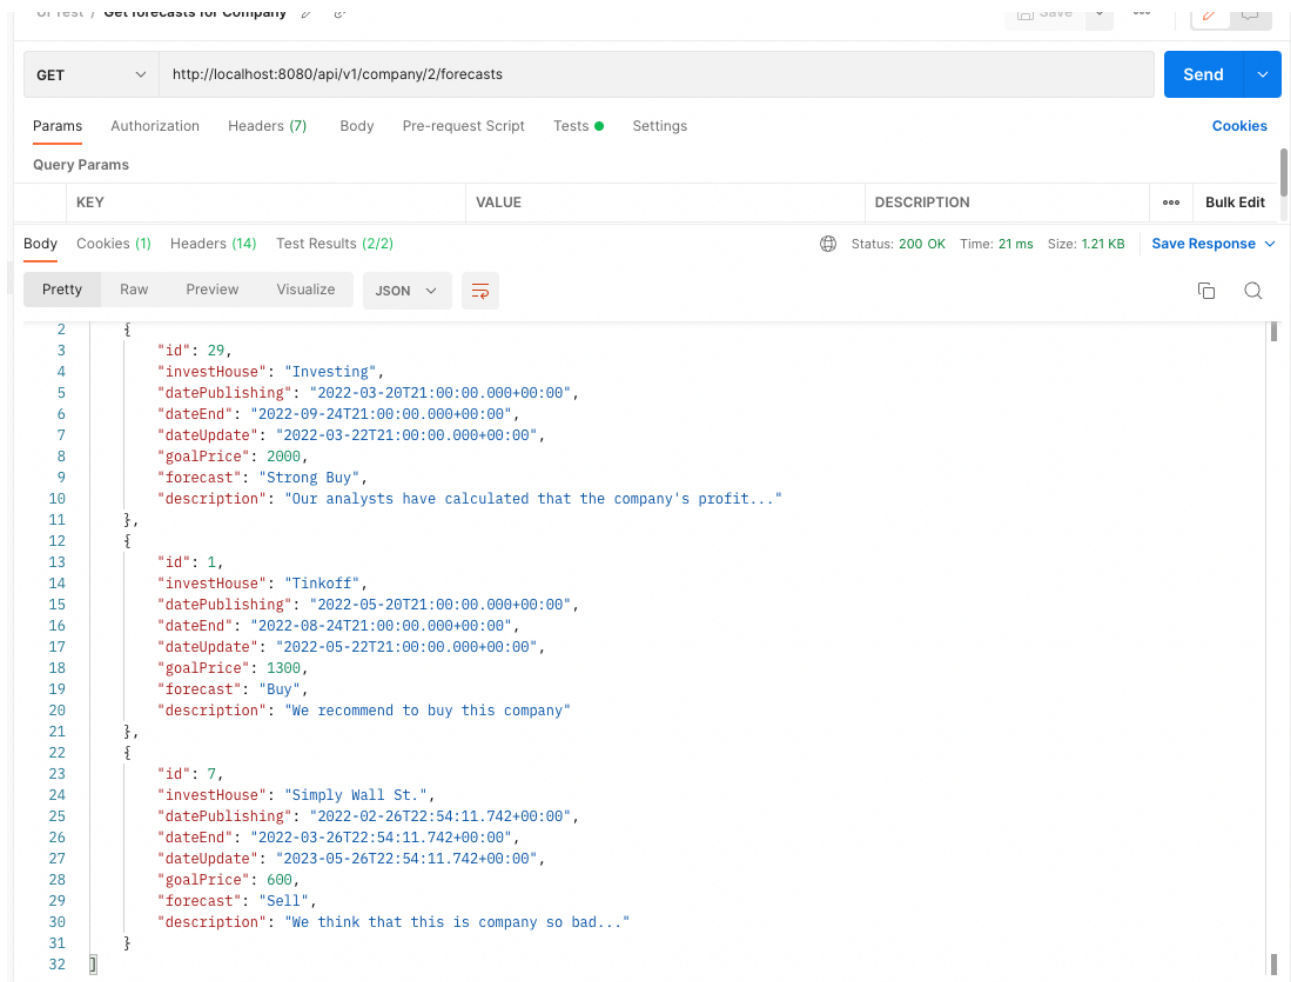 UI Test / Get forecasts for Company
Save
GET
http://localhost:8080/api/v1/company/2/forecasts
Send
Params Authorization Headers (7) Body Pre-request Script Tests Settings Cookies
Query Params
KEY VALUE DESCRIPTION Bulk Edit
Body Cookies (1) Headers (14) Test Results (2/2) Status: 200 OK Time: 21 ms Size: 1.21 KB Save Response
Pretty Raw Preview Visualize JSON
2 {
3 "id": 29,
4 "investHouse": "Investing",
5 "datePublishing": "2022-03-20T21:00:00.000+00:00",
6 "dateEnd": "2022-09-24T21:00:00.000+00:00",
7 "dateUpdate": "2022-03-22T21:00:00.000+00:00",
8 "goalPrice": 2000,
9 "forecast": "Strong Buy",
10 "description": "Our analysts have calculated that the company's profit..."
11 },
12 {
13 "id": 1,
14 "investHouse": "Tinkoff",
15 "datePublishing": "2022-05-20T21:00:00.000+00:00",
16 "dateEnd": "2022-08-24T21:00:00.000+00:00",
17 "dateUpdate": "2022-05-22T21:00:00.000+00:00",
18 "goalPrice": 1300,
19 "forecast": "Buy",
20 "description": "We recommend to buy this company"
21 },
22 {
23 "id": 7,
24 "investHouse": "Simply Wall St.",
25 "datePublishing": "2022-02-26T22:54:11.742+00:00",
26 "dateEnd": "2022-03-26T22:54:11.742+00:00",
27 "dateUpdate": "2023-05-26T22:54:11.742+00:00",
28 "goalPrice": 600,
29 "forecast": "Sell",
30 "description": "We think that this is company so bad..."
31 }
32 ]